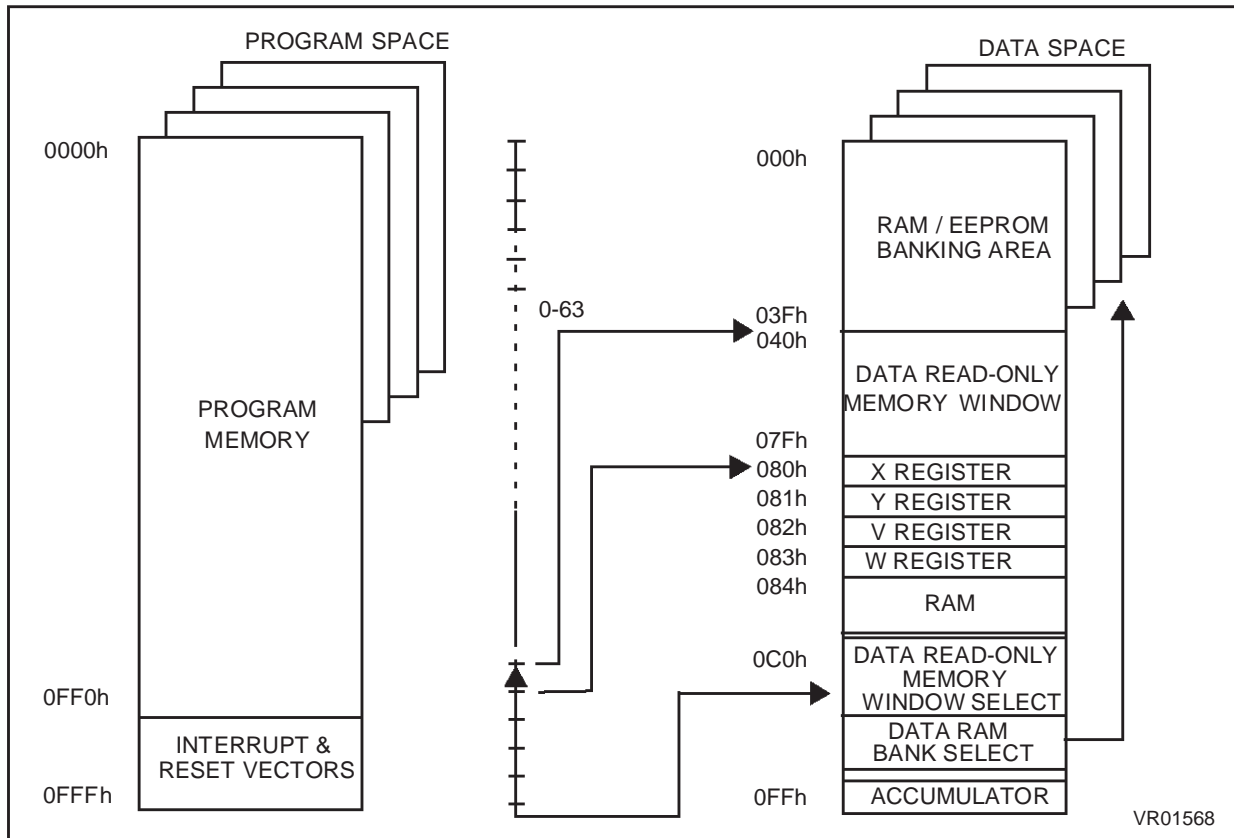 PROGRAM SPACE
0000h
PROGRAM
MEMORY
0FF0h
INTERRUPT &
RESET VECTORS
0FFFh
0-63
DATA SPACE
000h
RAM / EEPROM
BANKING AREA
03Fh
040h
DATA READ-ONLY
MEMORY WINDOW
07Fh
080h
X REGISTER
081h
Y REGISTER
082h
V REGISTER
083h
W REGISTER
084h
RAM
0C0h
DATA READ-ONLY
MEMORY
WINDOW SELECT
DATA RAM
BANK SELECT
0FFh
ACCUMULATOR
VR01568